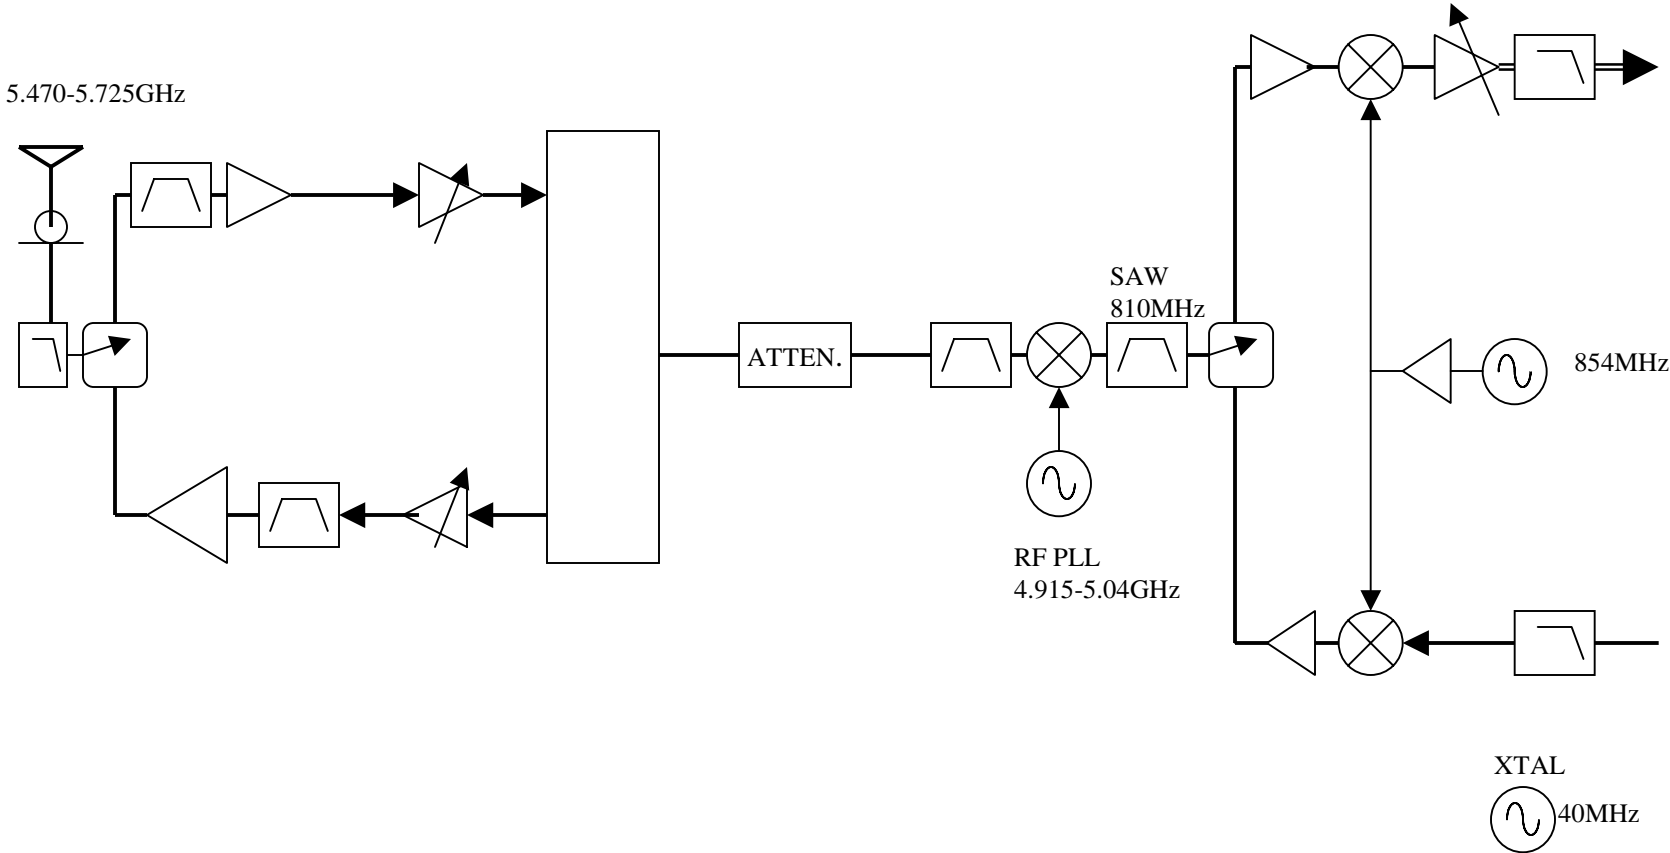 5.470-5.725GHz
SAW
810MHz
ATTEN.
854MHz
RF PLL
4.915-5.04GHz
XTAL
40MHz